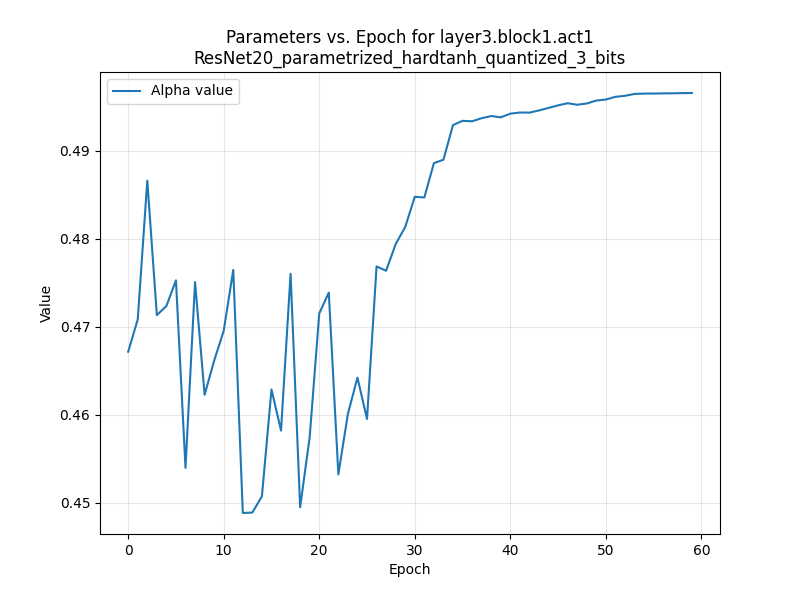 Parameters vs. Epoch for layer3.block1.act1
ResNet20_parametrized_hardtanh_quantized_3_bits
Alpha value
0.49
0.48
0.47
0.46
0.45
Value
0 10 20 30 40 50 60
Epoch